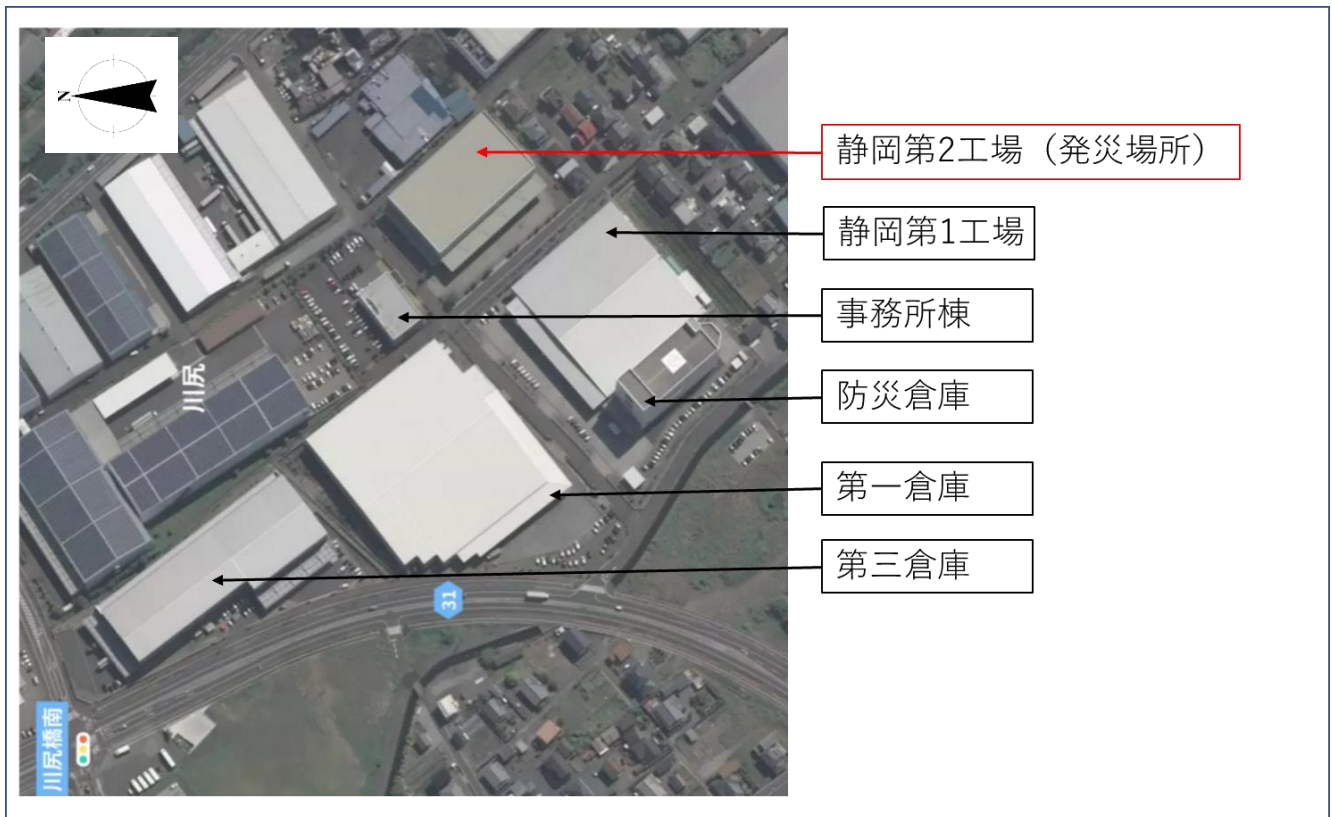 N
静岡第2工場（発災場所）
静岡第1工場
事務所棟
川尻
防災倉庫
第一倉庫
第三倉庫
31
川尻橋南